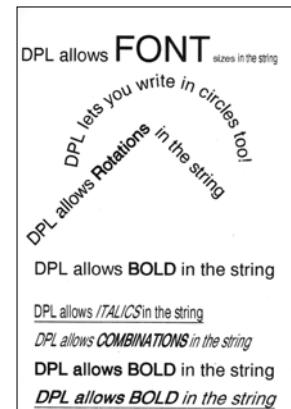 DPL allows FONT sizes in the string
DPL lets you write in circles too!
DPL allows Rotations in the string
DPL allows BOLD in the string
DPL allows ITALICS in the string
DPL allows COMBINATIONS in the string
DPL allows BOLD in the string
DPL allows BOLD in the string